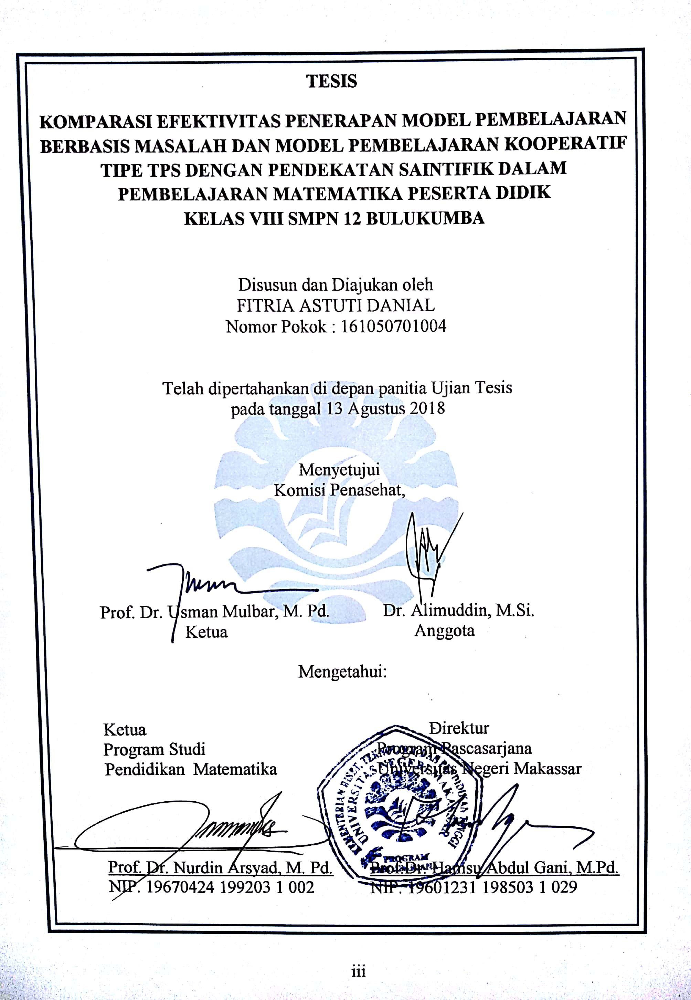 TESIS
KOMPARASI EFEKTIVITAS PENERAPAN MODEL PEMBELAJARAN
BERBASIS MASALAH DAN MODEL PEMBELAJARAN KOOPERATIF
TIPE TPS DENGAN PENDEKATAN SAINTIFIK DALAM
PEMBELAJARAN MATEMATIKA PESERTA DIDIK
KELAS VIII SMPN 12 BULUKUMBA
Disusun dan Diajukan oleh
FITRIA ASTUTI DANIAL
Nomor Pokok : 161050701004
Telah dipertahankan di depan panitia Ujian Tesis
pada tanggal 13 Agustus 2018
Menyetujui
Komisi Penasehat,
Prof. Dr. Usman Mulbar, M. Pd.
Ketua
Dr. Alimuddin, M.Si.
Anggota
Mengetahui:
Ketua
Program Studi
Pendidikan Matematika
Direktur
Program Pascasarjana
Universitas Negeri Makassar
KEMENTERIAN RISET, TEKNOLOGI, DAN PENDIDIKAN TINGGI
UNIVERSITAS NEGERI MAKASSAR
PROGRAM
Prof. Dr. Nurdin Arsyad, M. Pd.
NIP. 19670424 199203 1 002
Prof.Dr. Hamsu Abdul Gani, M.Pd.
NIP. 19601231 198503 1 029
iii